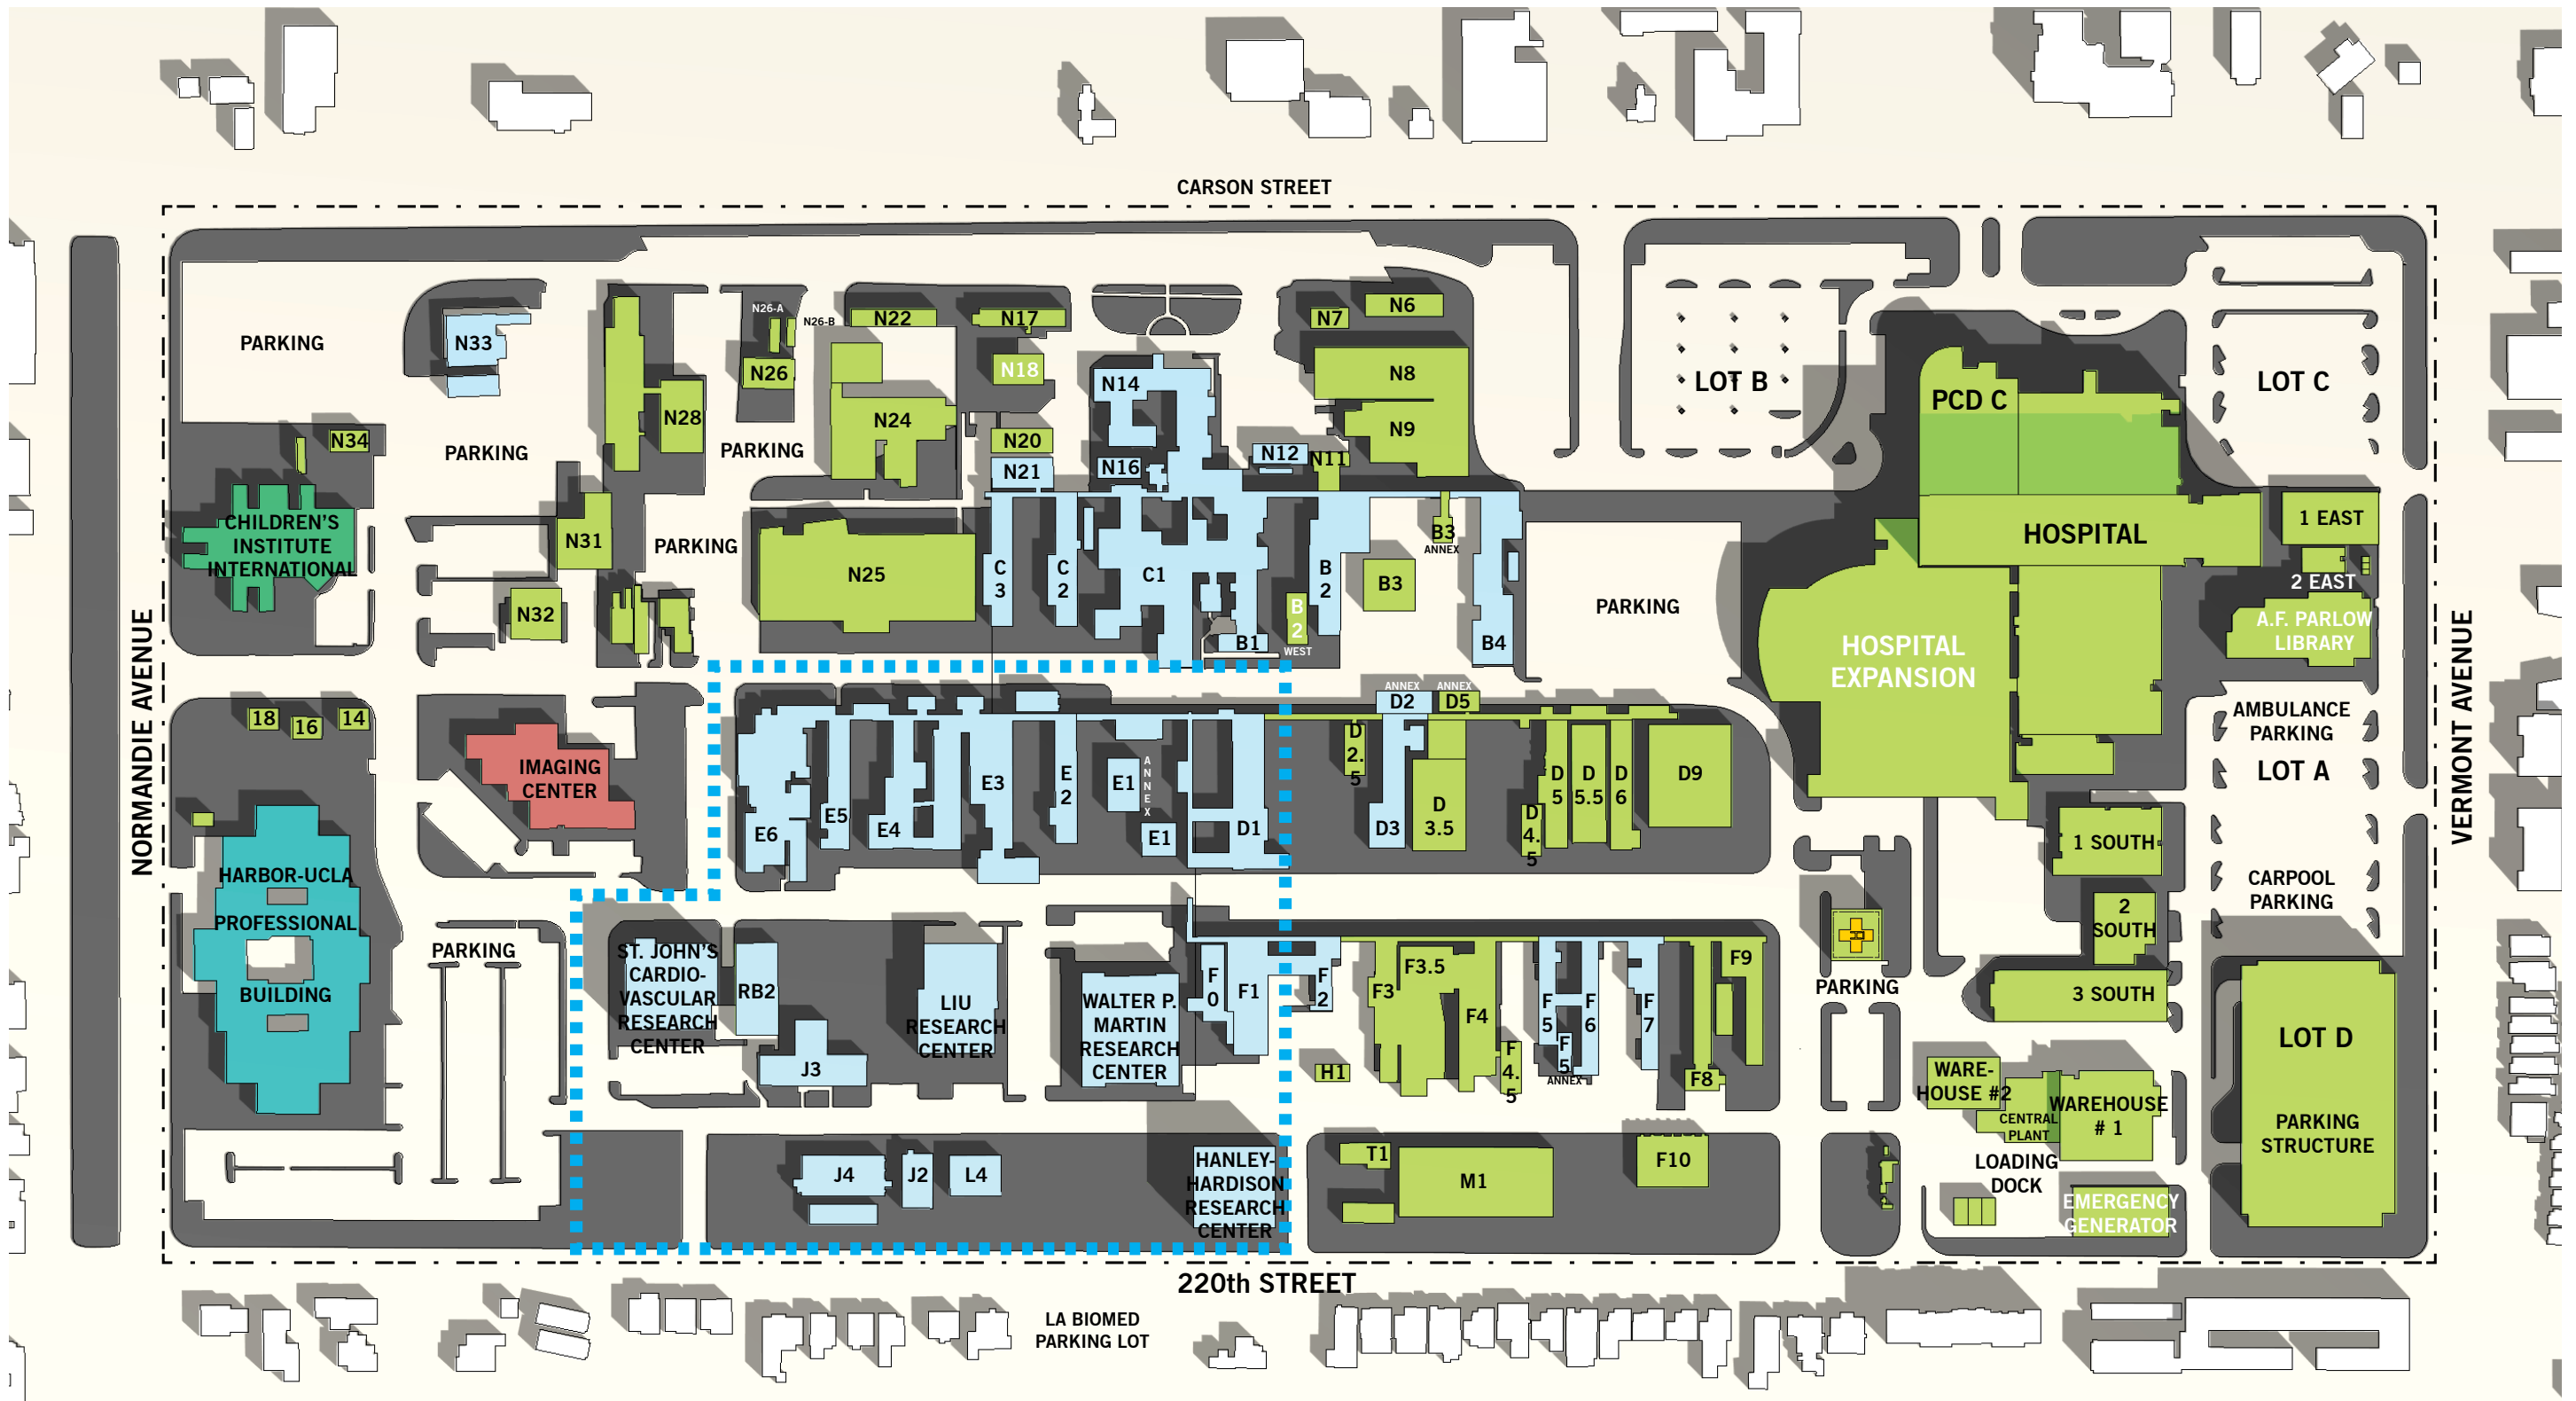 CARSON STREET
N26-A
N26-B
N22
N17
N7
N6
PARKING
N33
N26
N18
N14
N8
LOT B
PCD C
LOT C
N28
N24
N9
N34
PARKING
PARKING
N20
N21
N16
N12
N11
CHILDREN'S
INSTITUTE
INTERNATIONAL
N31
PARKING
N25
C
3
C
2
C1
B
2
B3
ANNEX
B3
HOSPITAL
1 EAST
2 EAST
N32
B
2
WEST
B1
B4
PARKING
HOSPITAL
EXPANSION
A.F. PARLOW
LIBRARY
NORMANDIE AVENUE
VERMONT AVENUE
18
16
14
IMAGING
CENTER
E6
E5
E4
E3
E
2
E1
ANNEX
E1
D1
ANNEX
D2
ANNEX
D5
D
2.
5
D3
D
3.5
D
4.
5
D
5
D
5.5
D
6
D9
AMBULANCE
PARKING
LOT A
1 SOUTH
CARPOOL
PARKING
2
SOUTH
3 SOUTH
HARBOR-UCLA
PROFESSIONAL
BUILDING
PARKING
ST. JOHN'S
CARDIO-
VASCULAR
RESEARCH
CENTER
RB2
J3
LIU
RESEARCH
CENTER
WALTER P.
MARTIN
RESEARCH
CENTER
F
0
F1
F
2
H1
F3
F3.5
F4
F
4.
5
F
5
F
5
ANNEX
F
6
F
7
F8
F9
H
PARKING
LOT D
PARKING
STRUCTURE
WARE-
HOUSE #2
CENTRAL
PLANT
WAREHOUSE
# 1
LOADING
DOCK
EMERGENCY
GENERATOR
J4
J2
L4
HANLEY-
HARDISON
RESEARCH
CENTER
T1
M1
F10
220th STREET
LA BIOMED
PARKING LOT